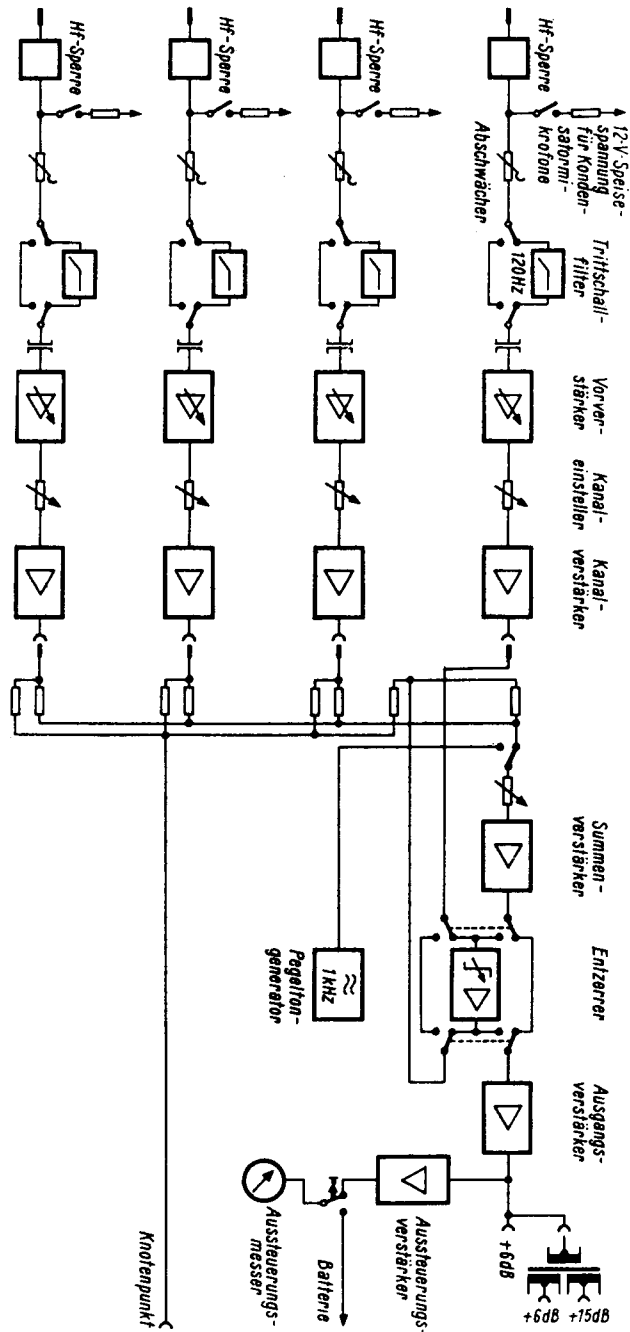 Hf-Sperre
Hf-Sperre
Hf-Sperre
Hf-Sperre
12-V-Speise-
spannung
für Konden-
satormi-
krofone
Abschwächer
Trittschall-
filter
120Hz
Vorver-
stärker
Kanal-
einsteller
Kanal-
verstärker
Summen-
verstärker
Entzerrer
Ausgangs-
verstärker
≈
1kHz
Pegelton-
generator
Aussteuerungs-
verstärker
Aussteuerungs-
messer
Batterie
Knotenpunkt
+6dB
+6dB
+15dB